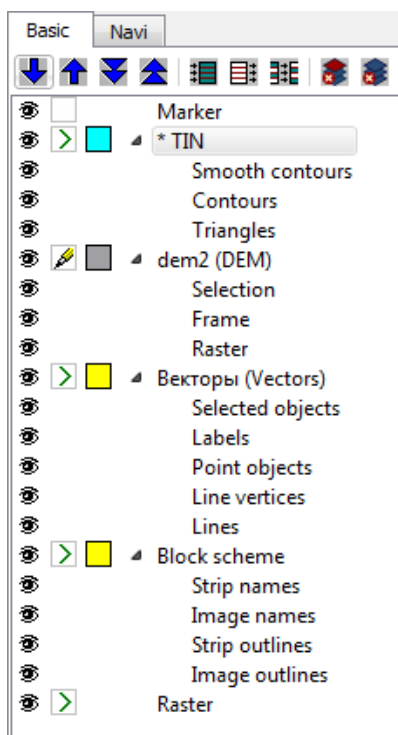 Basic Navi
Marker
* TIN
Smooth contours
Contours
Triangles
dem2 (DEM)
Selection
Frame
Raster
Векторы (Vectors)
Selected objects
Labels
Point objects
Line vertices
Lines
Block scheme
Strip names
Image names
Strip outlines
Image outlines
Raster